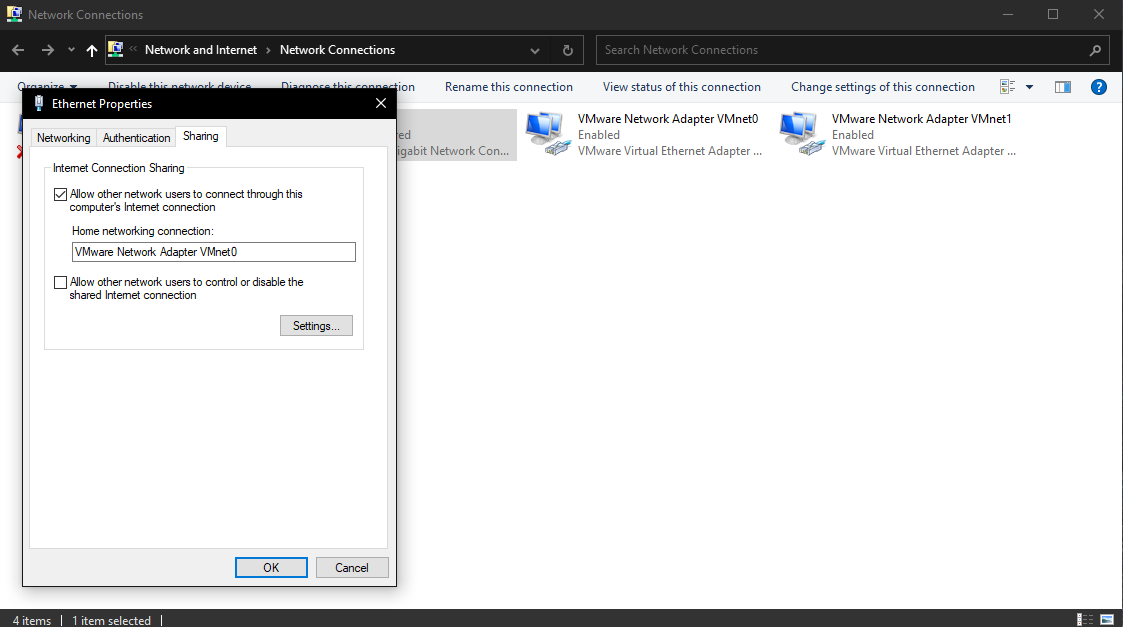 Network Connections
Network and Internet > Network Connections
Search Network Connections
Organize
Disable this network device
Diagnose this connection
Rename this connection
View status of this connection
Change settings of this connection
Ethernet Properties
Networking
Authentication
Sharing
Internet Connection Sharing
Allow other network users to connect through this
computer's Internet connection
Home networking connection:
VMware Network Adapter VMnet0
Allow other network users to control or disable the
shared Internet connection
Settings...
OK
Cancel
Network Con...
VMware Network Adapter VMnet0
Enabled
VMware Virtual Ethernet Adapter ...
VMware Network Adapter VMnet1
Enabled
VMware Virtual Ethernet Adapter ...
4 items
1 item selected